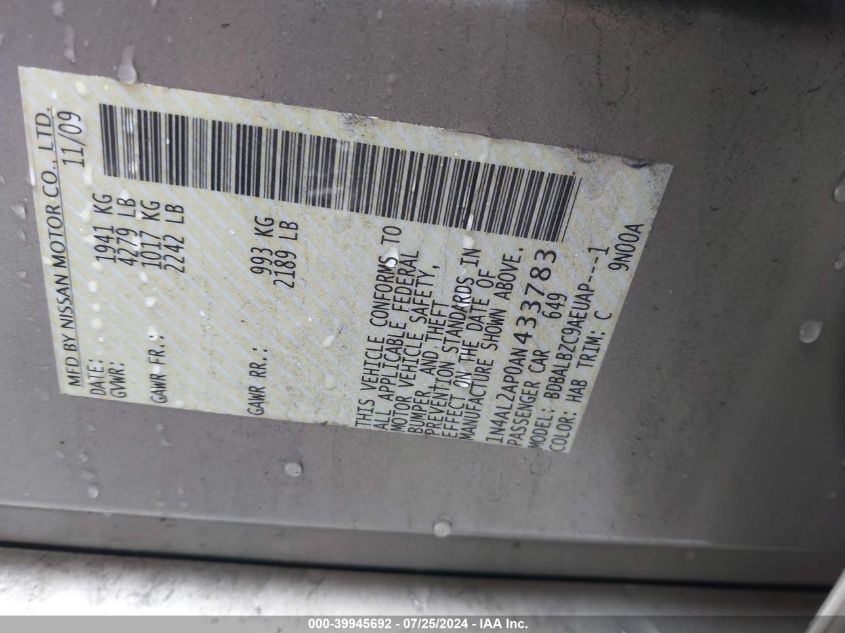 MFD BY NISSAN MOTOR CO., LTD.
DATE: 11/09
GVWR: 1941 KG
4279 LB
GAWR FR.: 1017 KG
2242 LB
GAWR RR.: 993 KG
2189 LB
THIS VEHICLE CONFORMS TO
ALL APPLICABLE FEDERAL
MOTOR VEHICLE SAFETY,
BUMPER, AND THEFT
PREVENTION STANDARDS IN
EFFECT ON THE DATE OF
MANUFACTURE SHOWN ABOVE.
1N4AL2AP0AN433783
PASSENGER CAR 649
MODEL: BDBALBZC9AEUAP----1
COLOR: HAB TRIM: C 9N00A
000-39945692 - 07/25/2024 - IAA Inc.